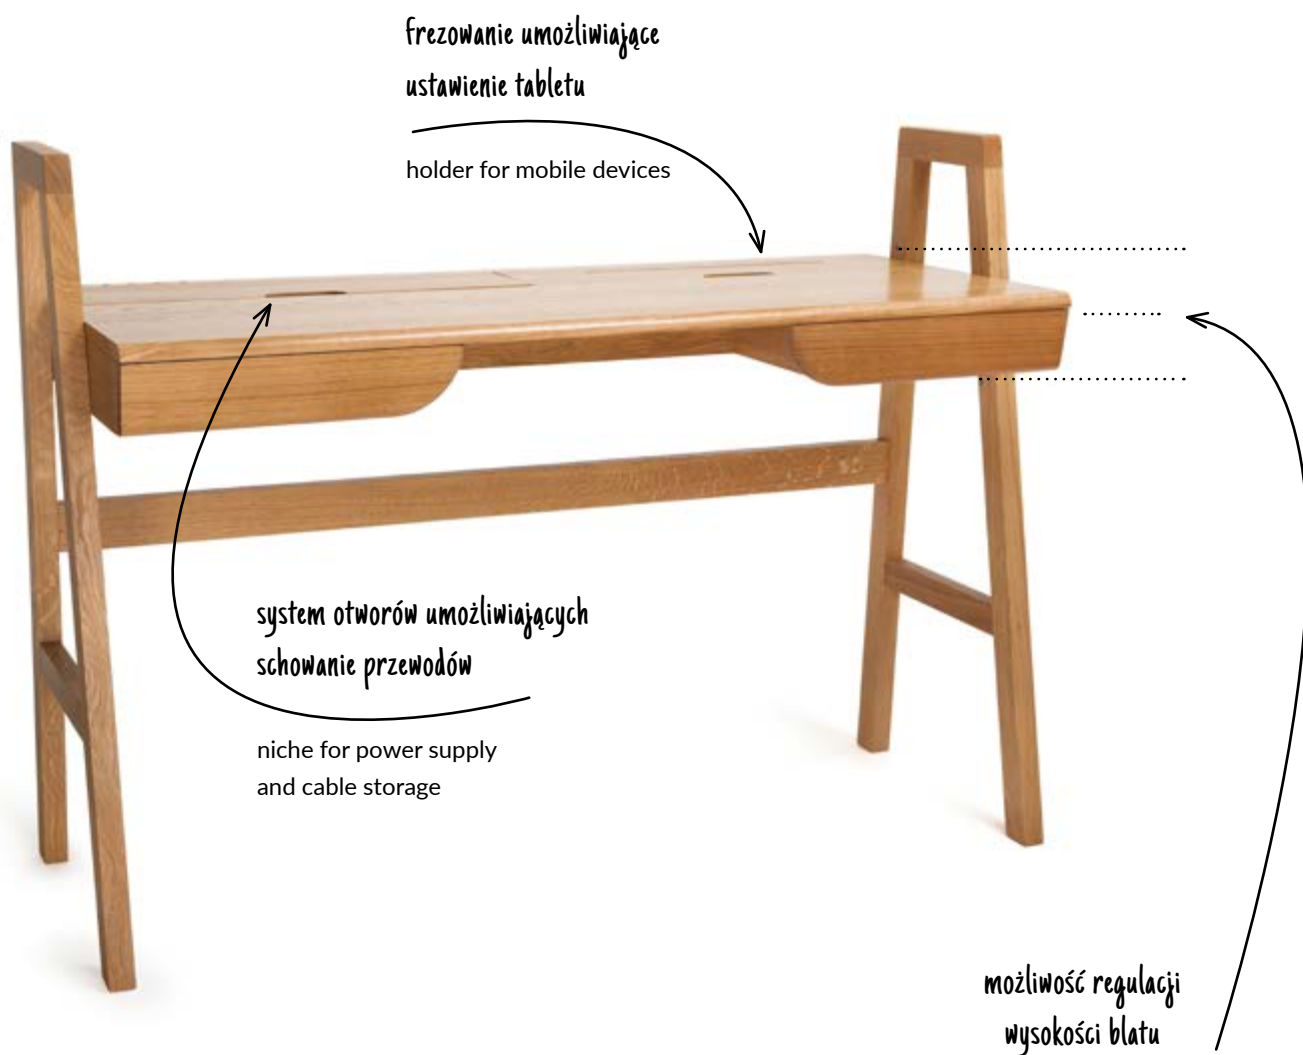 frezowanie umożliwiające
ustawienie tabletu
holder for mobile devices
system otworów umożliwiających
schowanie przewodów
niche for power supply
and cable storage
możliwość regulacji
wysokości blatu